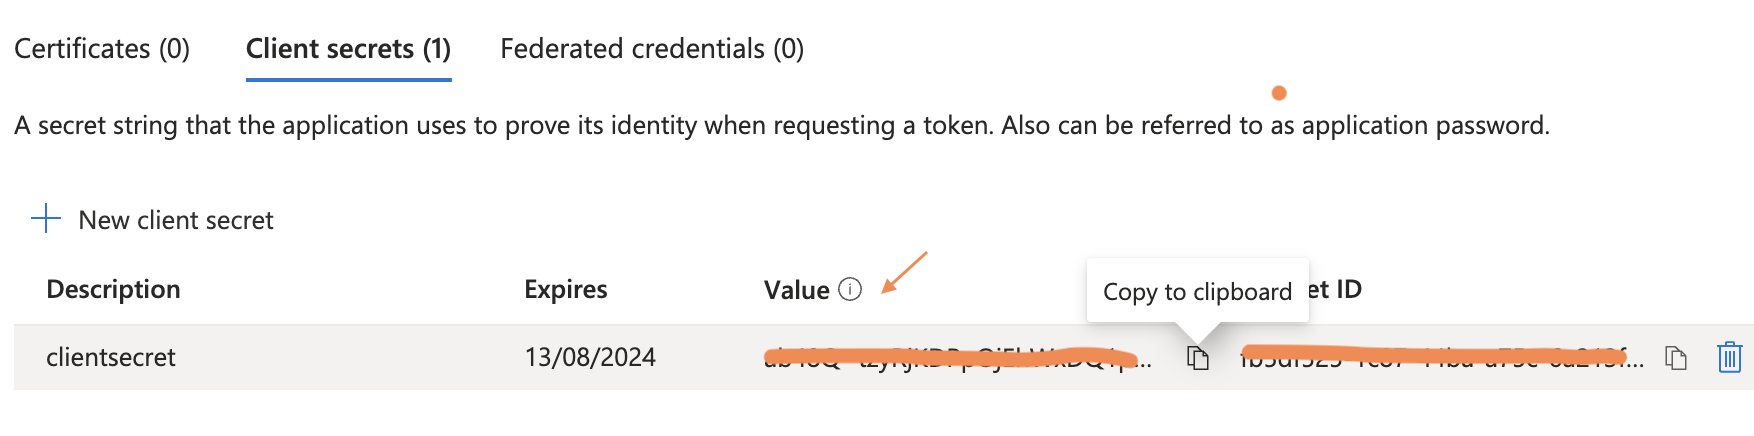 Certificates (0) Client secrets (1) Federated credentials (0)
A secret string that the application uses to prove its identity when requesting a token. Also can be referred to as application password.
New client secret
Description Expires Value et ID
Copy to clipboard
clientsecret 13/08/2024